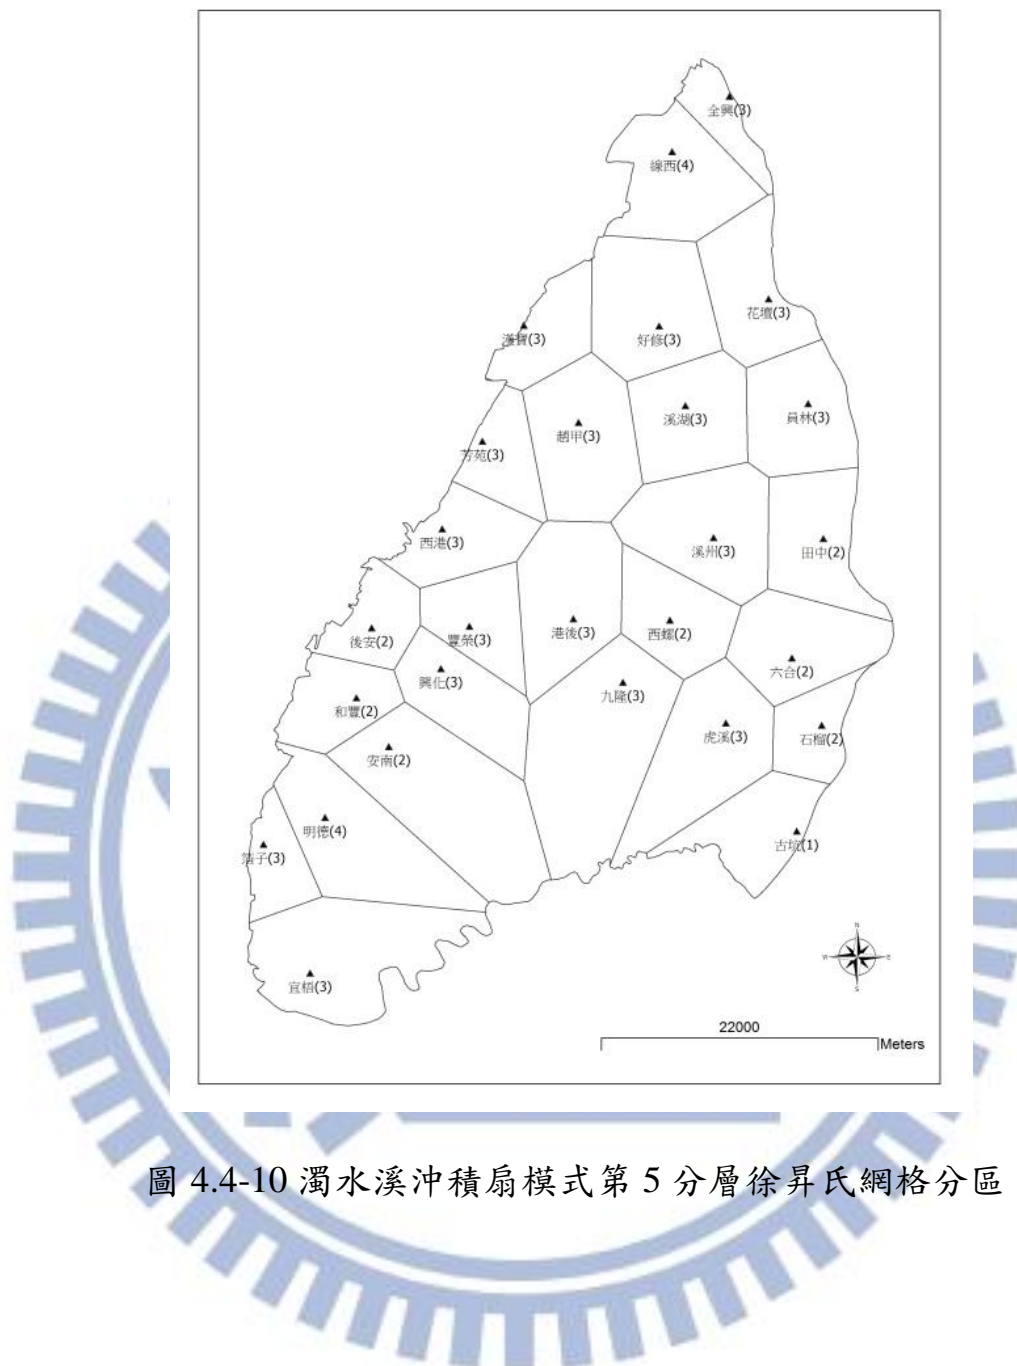 全興(3)
線西(4)
花壇(3)
漢寶(3)
好修(3)
溪湖(3)
員林(3)
趙甲(3)
芳苑(3)
西港(3)
溪州(3)
田中(2)
後安(2)
豐榮(3)
港後(3)
西螺(2)
六合(2)
興化(3)
九隆(3)
和豐(2)
虎溪(3)
石榴(2)
安南(2)
明德(4)
古坑(1)
(3)
宜梧(3)
N
W
E
S
22000
Meters
圖 4.4-10 濁水溪沖積扇模式第 5 分層徐昇氏網格分區